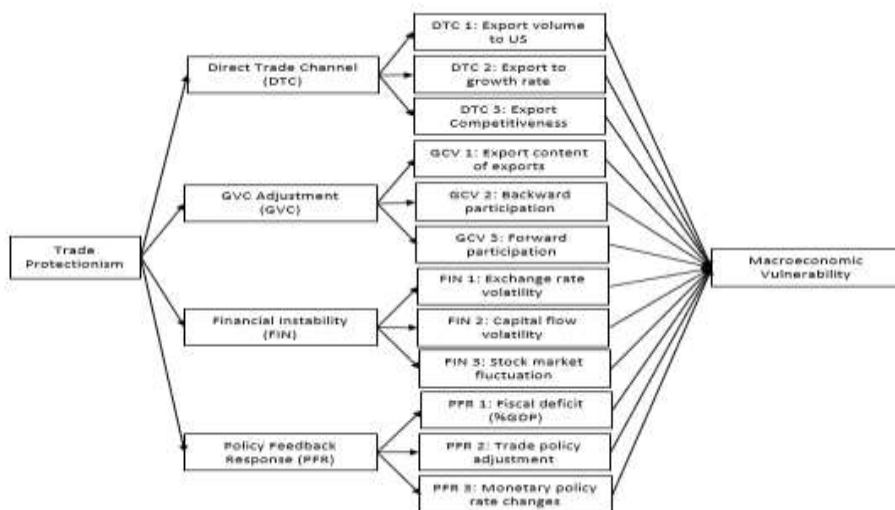 Trade
Protectionism
Direct Trade Channel
(DTC)
GVC Adjustment
(GVC)
Financial Instability
(FIN)
Policy Feedback
Response (PFR)
DTC 1: Export volume
to US
DTC 2: Export to
growth rate
DTC 3: Export
Competitiveness
GCV 1: Export content
of exports
GCV 2: Backward
participation
GCV 3: Forward
participation
FIN 1: Exchange rate
volatility
FIN 2: Capital flow
volatility
FIN 3: Stock market
fluctuation
PFR 1: Fiscal deficit
(%GDP)
PFR 2: Trade policy
adjustment
PFR 3: Monetary policy
rate changes
Macroeconomic
Vulnerability